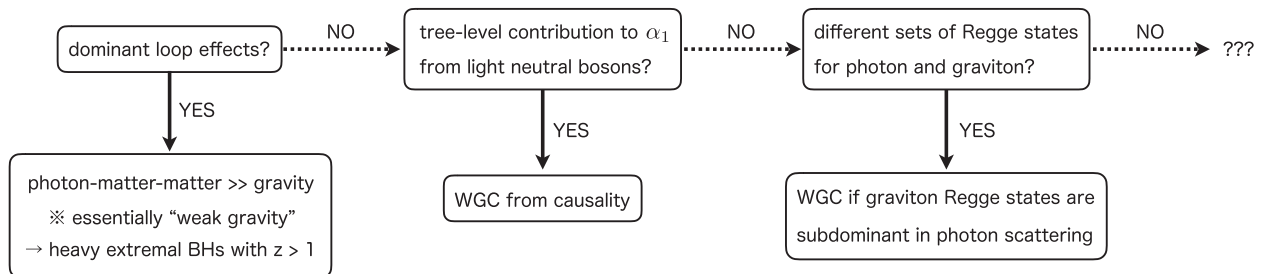 dominant loop effects?
NO
tree-level contribution to α₁
from light neutral bosons?
NO
different sets of Regge states
for photon and graviton?
NO
???
YES
YES
YES
photon-matter-matter >> gravity
※ essentially “weak gravity”
→ heavy extremal BHs with z > 1
WGC from causality
WGC if graviton Regge states are
subdominant in photon scattering